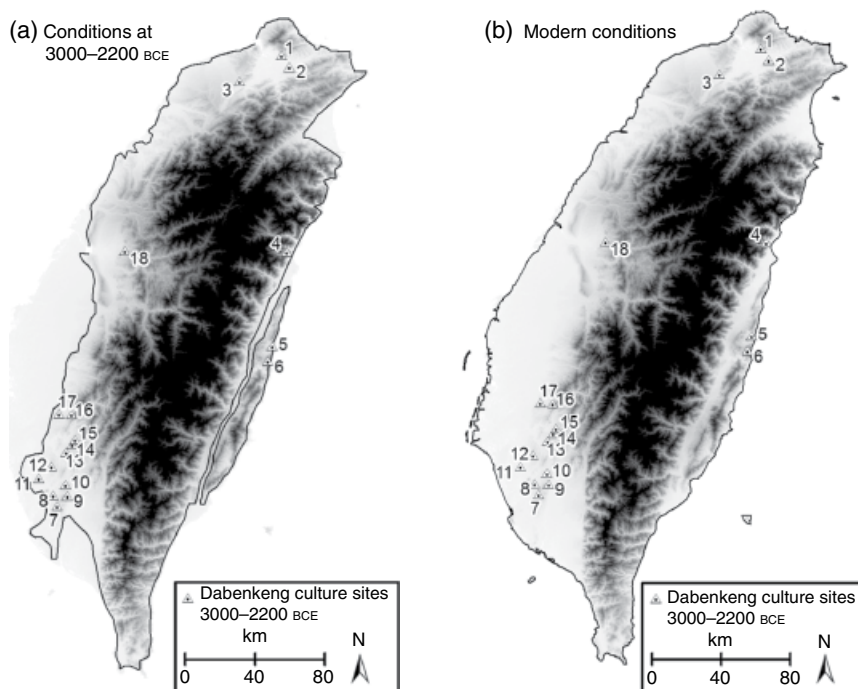 (a) Conditions at
3000–2200 BCE
1
2
3
4
18
5
6
17
16
15
14
13
12
11
10
8
9
7
Dabenkeng culture sites
3000–2200 BCE
km
N
0 40 80
(b) Modern conditions
1
2
3
4
18
5
6
17
16
15
14
13
12
11
10
8
9
7
Dabenkeng culture sites
3000–2200 BCE
km
N
0 40 80